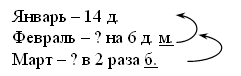 Январь – 14 д.
Февраль – ? на 6 д. м.
Март – ? в 2 раза б.